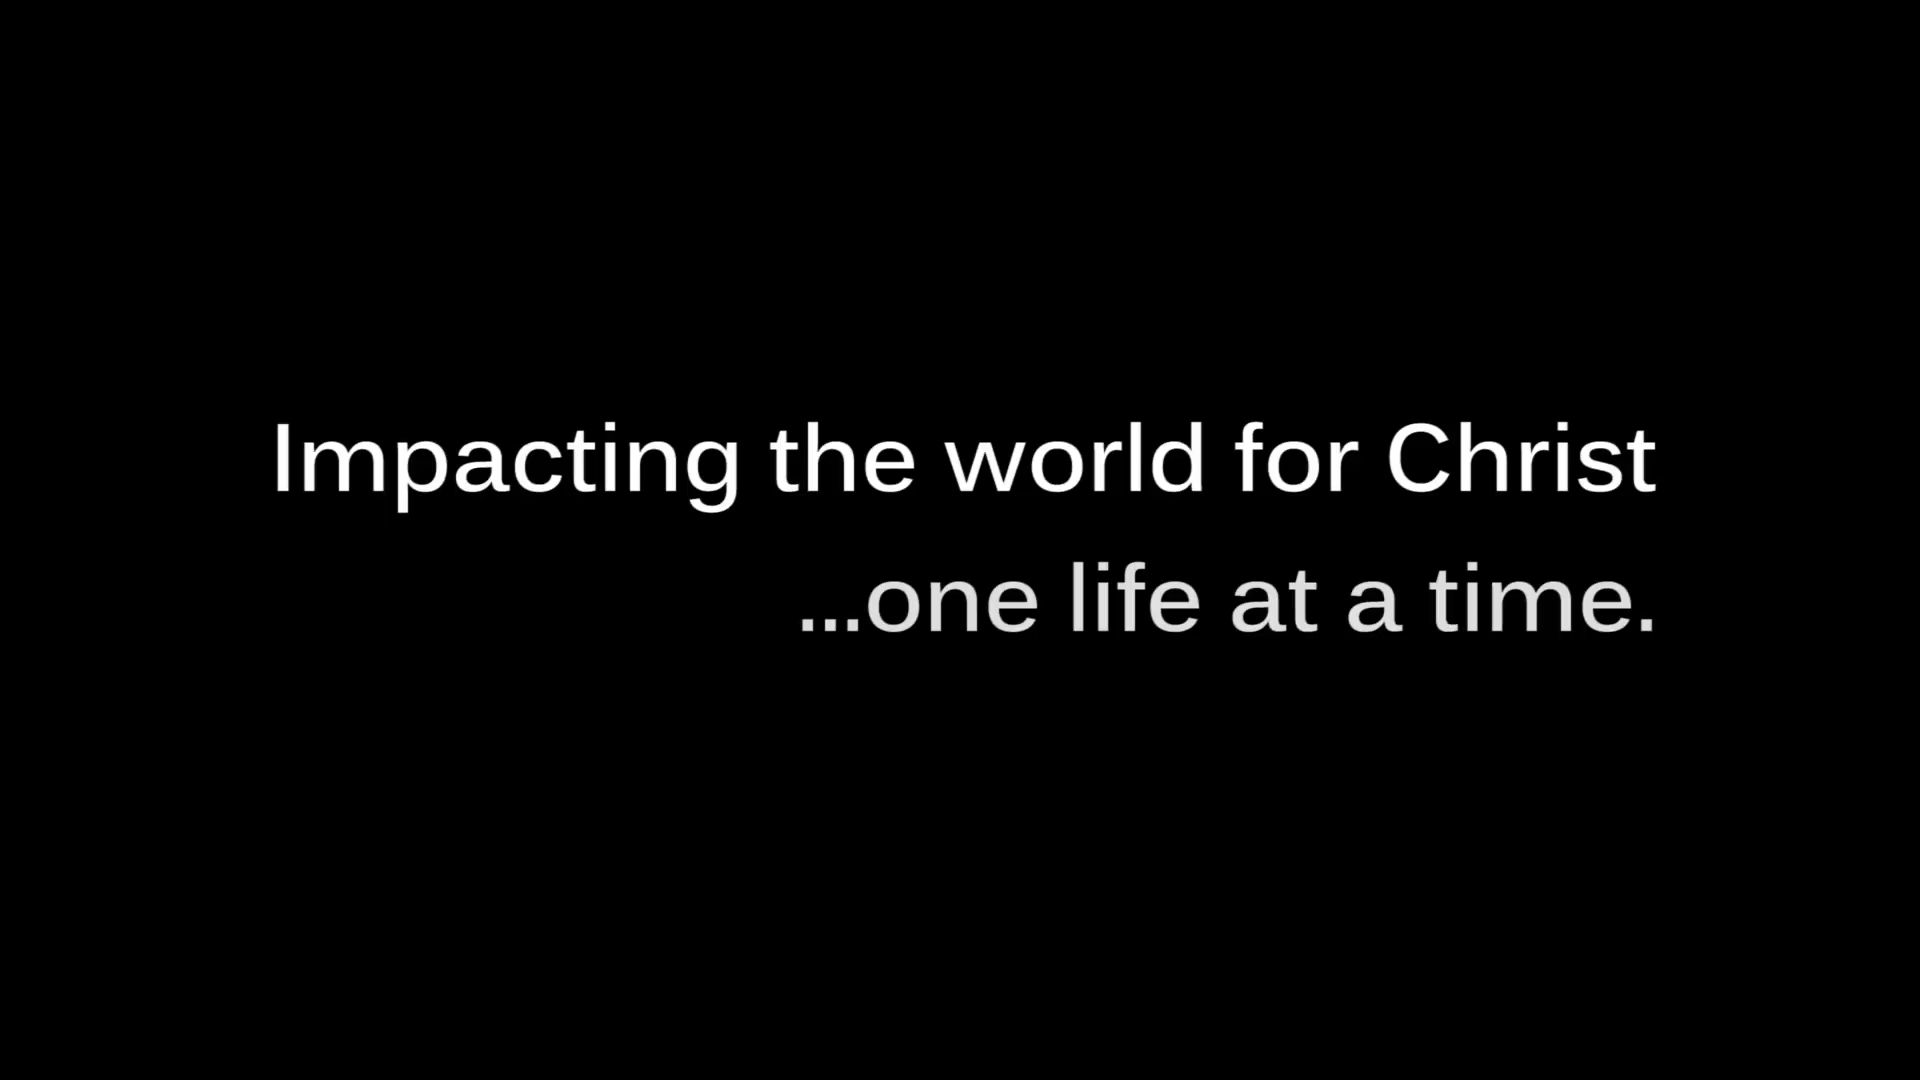 Impacting the world for Christ
...one life at a time.